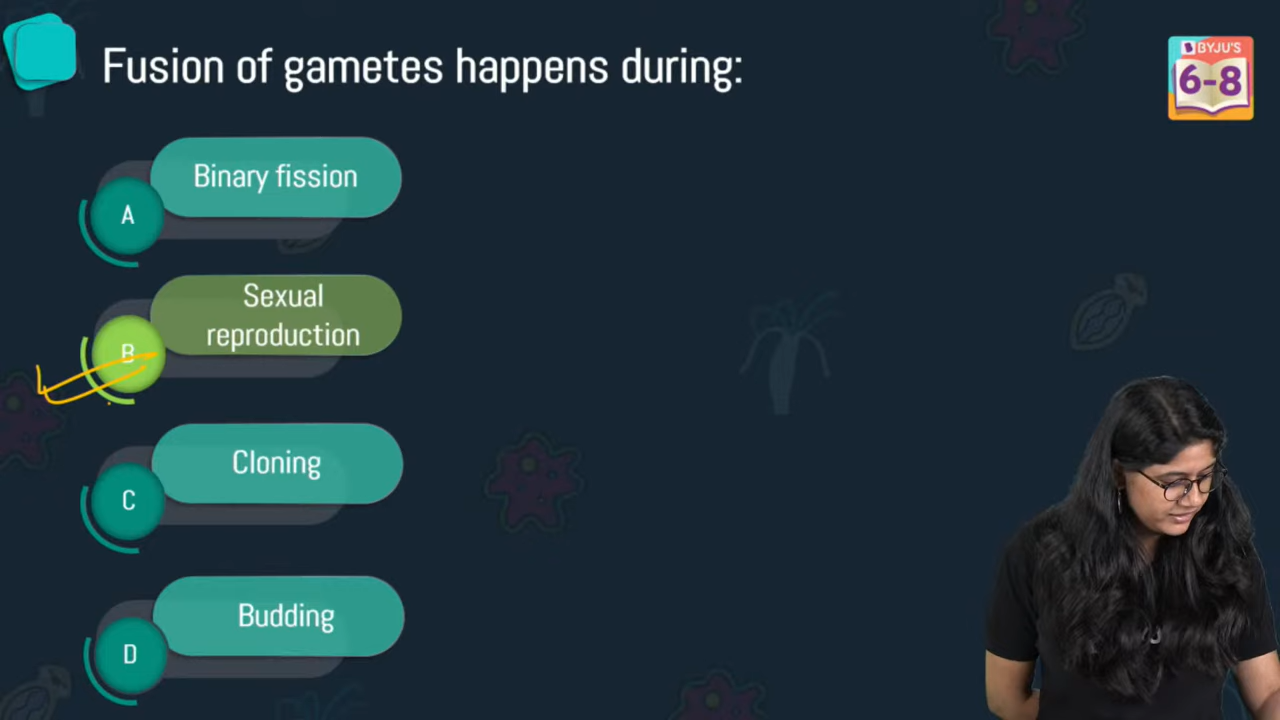 Fusion of gametes happens during:
BYJU'S
6-8
Binary fission
A
Sexual
reproduction
B
Cloning
C
Budding
D